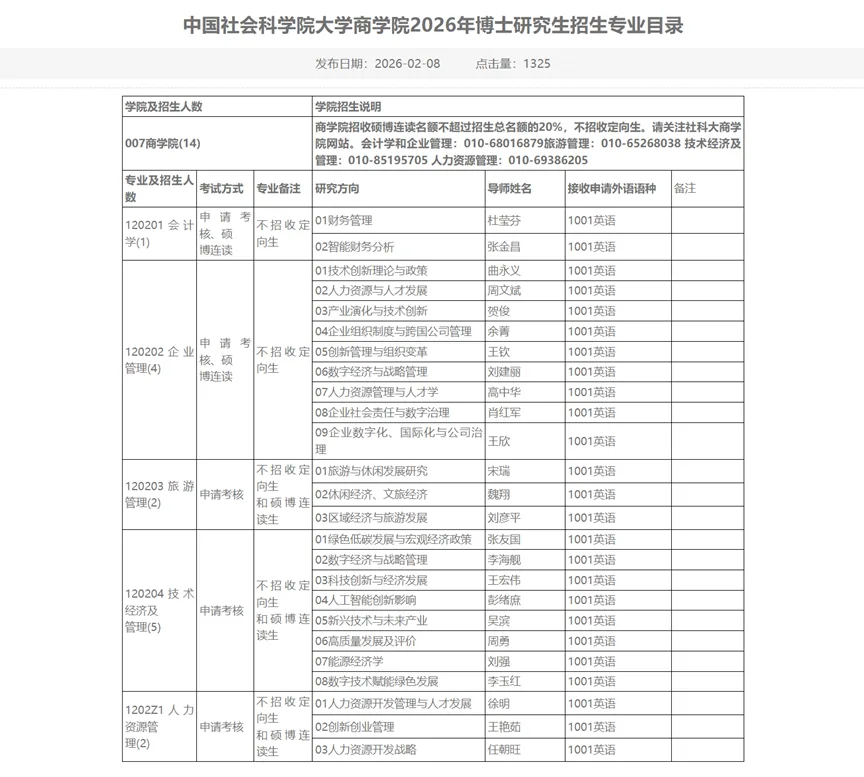 中国社会科学院大学商学院2026年博士研究生招生专业目录
发布日期：2026-02-08 点击量：1325
学院及招生人数 学院招生说明
007商学院(14)
商学院招收硕博连读名额不超过招生总名额的20%，不招收定向生。请关注社科大商学
院网站。会计学和企业管理：010-68016879旅游管理：010-65268038 技术经济及
管理：010-85195705 人力资源管理：010-69386205
专业及招生人
数
考试方式 专业备注 研究方向 导师姓名 接收申请外语语种 备注
120201 会计
学(1)
申请考
核、硕
博连读
不招收定
向生
01财务管理 杜莹芬 1001英语
02智能财务分析 张金昌 1001英语
120202 企业
管理(4)
申请考
核、硕
博连读
不招收定
向生
01技术创新理论与政策 曲永义 1001英语
02人力资源与人才发展 周文斌 1001英语
03产业演化与技术创新 贺俊 1001英语
04企业组织制度与跨国公司管理 余菁 1001英语
05创新管理与组织变革 王钦 1001英语
06数字经济与战略管理 刘建丽 1001英语
07人力资源管理与人才学 高中华 1001英语
08企业社会责任与数字治理 肖红军 1001英语
09企业数字化、国际化与公司治
理
王欣 1001英语
120203 旅游
管理(2)
申请考核
不招收定
向生
和硕博连
读生
01旅游与休闲发展研究 宋瑞 1001英语
02休闲经济、文旅经济 魏翔 1001英语
03区域经济与旅游发展 刘彦平 1001英语
120204 技术
经济及
管理(5)
申请考核
不招收定
向生
和硕博连
读生
01绿色低碳发展与宏观经济政策 张友国 1001英语
02数字经济与战略管理 李海舰 1001英语
03科技创新与经济发展 王宏伟 1001英语
04人工智能创新影响 彭绪庶 1001英语
05新兴技术与未来产业 吴滨 1001英语
06高质量发展及评价 周勇 1001英语
07能源经济学 刘强 1001英语
08数字技术赋能绿色发展 李玉红 1001英语
1202Z1 人力
资源管
理(2)
申请考核
不招收定
向生
和硕博连
读生
01人力资源开发管理与人才发展 徐明 1001英语
02创新创业管理 王艳茹 1001英语
03人力资源开发战略 任朝旺 1001英语